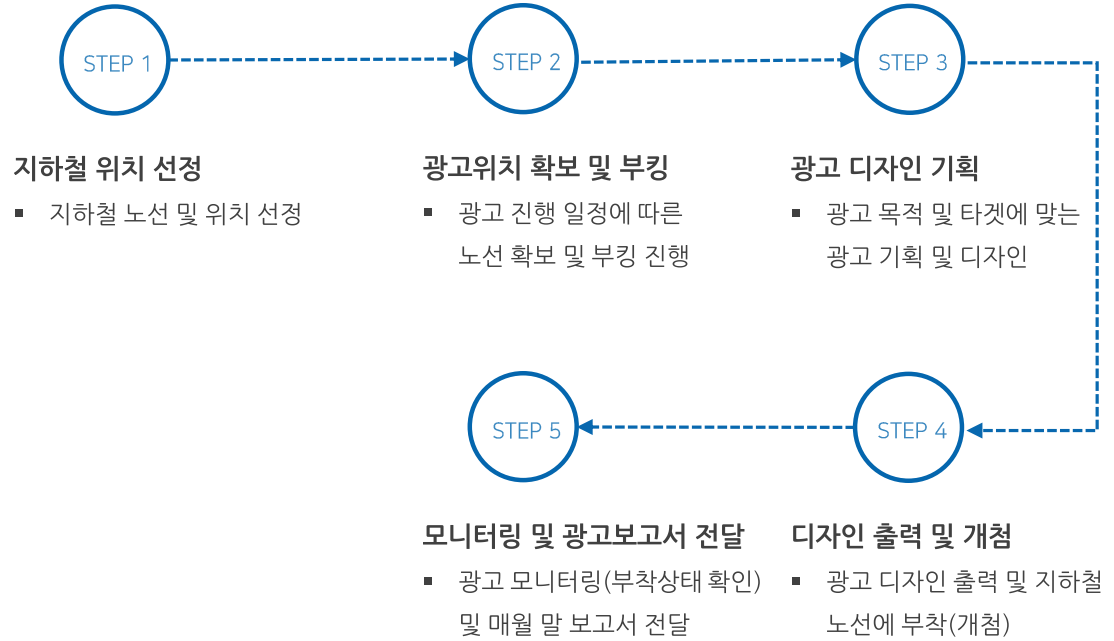 STEP 1
STEP 2
STEP 3
지하철 위치 선정
▪ 지하철 노선 및 위치 선정
광고위치 확보 및 부킹
▪ 광고 진행 일정에 따른
노선 확보 및 부킹 진행
광고 디자인 기획
▪ 광고 목적 및 타겟에 맞는
광고 기획 및 디자인
STEP 5
STEP 4
모니터링 및 광고보고서 전달
▪ 광고 모니터링(부착상태 확인)
및 매월 말 보고서 전달
디자인 출력 및 개첨
▪ 광고 디자인 출력 및 지하철
노선에 부착(개첨)